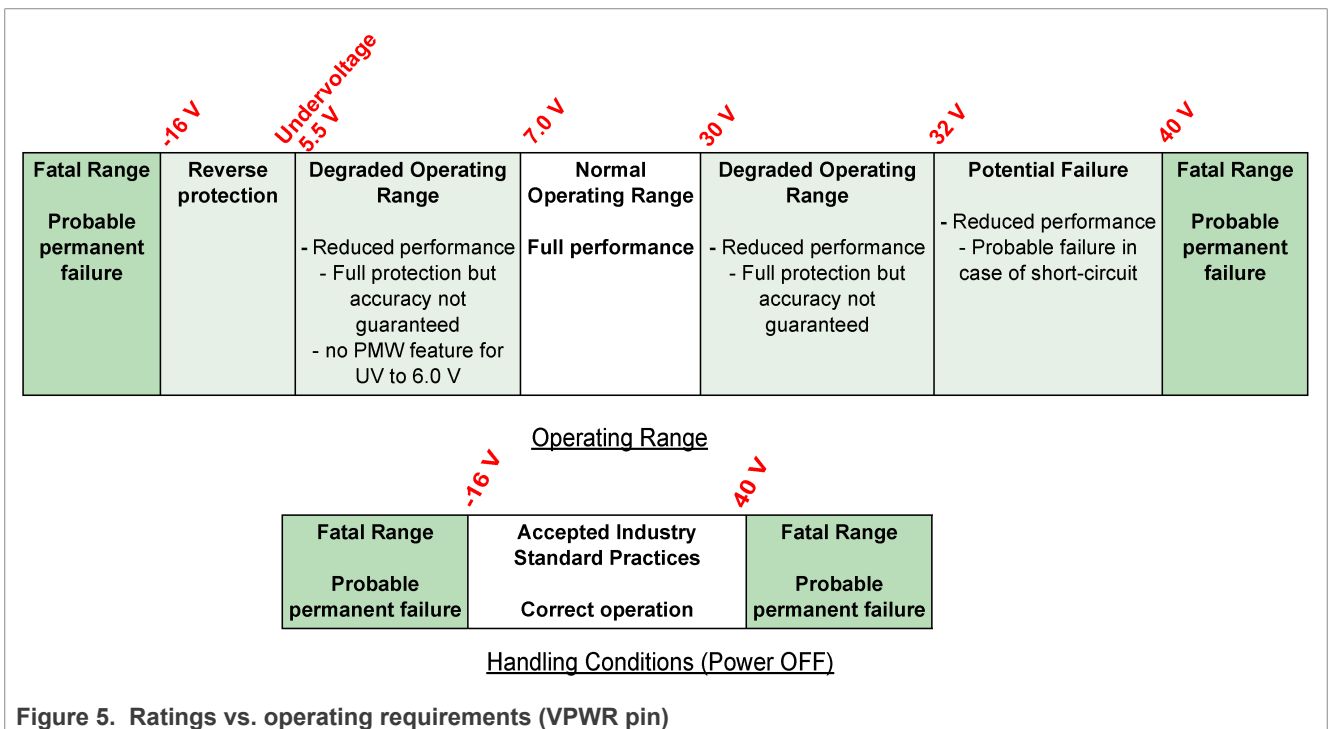 -16 V
Undervoltage
5.5 V
7.0 V
30 V
32 V
40 V
Fatal Range
Probable
permanent
failure
Reverse
protection
Degraded Operating
Range
- Reduced performance
- Full protection but
accuracy not
guaranteed
- no PMW feature for
UV to 6.0 V
Normal
Operating Range
Full performance
Degraded Operating
Range
- Reduced performance
- Full protection but
accuracy not
guaranteed
Potential Failure
- Reduced performance
- Probable failure in
case of short-circuit
Fatal Range
Probable
permanent
failure
Operating Range
-16 V
40 V
Fatal Range
Probable
permanent failure
Accepted Industry
Standard Practices
Correct operation
Fatal Range
Probable
permanent failure
Handling Conditions (Power OFF)
Figure 5. Ratings vs. operating requirements (VPWR pin)